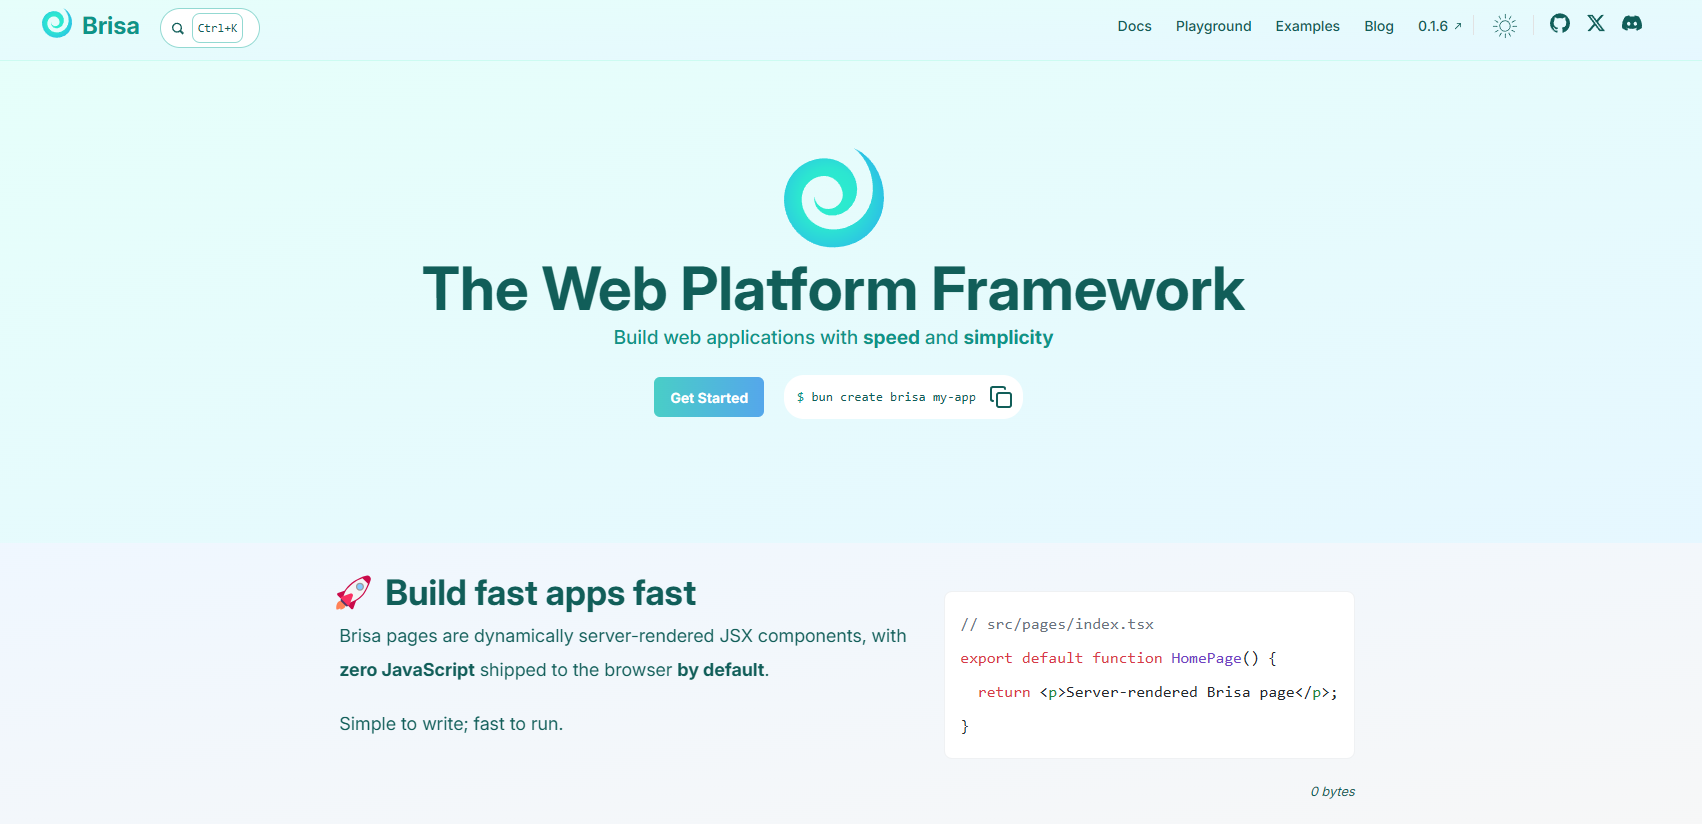 Brisa
Ctrl+K
Docs
Playground
Examples
Blog
0.1.6 ↗
The Web Platform Framework
Build web applications with speed and simplicity
Get Started
$ bun create brisa my-app
🚀 Build fast apps fast
Brisa pages are dynamically server-rendered JSX components, with
zero JavaScript shipped to the browser by default.
Simple to write; fast to run.
// src/pages/index.tsx
export default function HomePage() {
  return <p>Server-rendered Brisa page</p>;
}
0 bytes